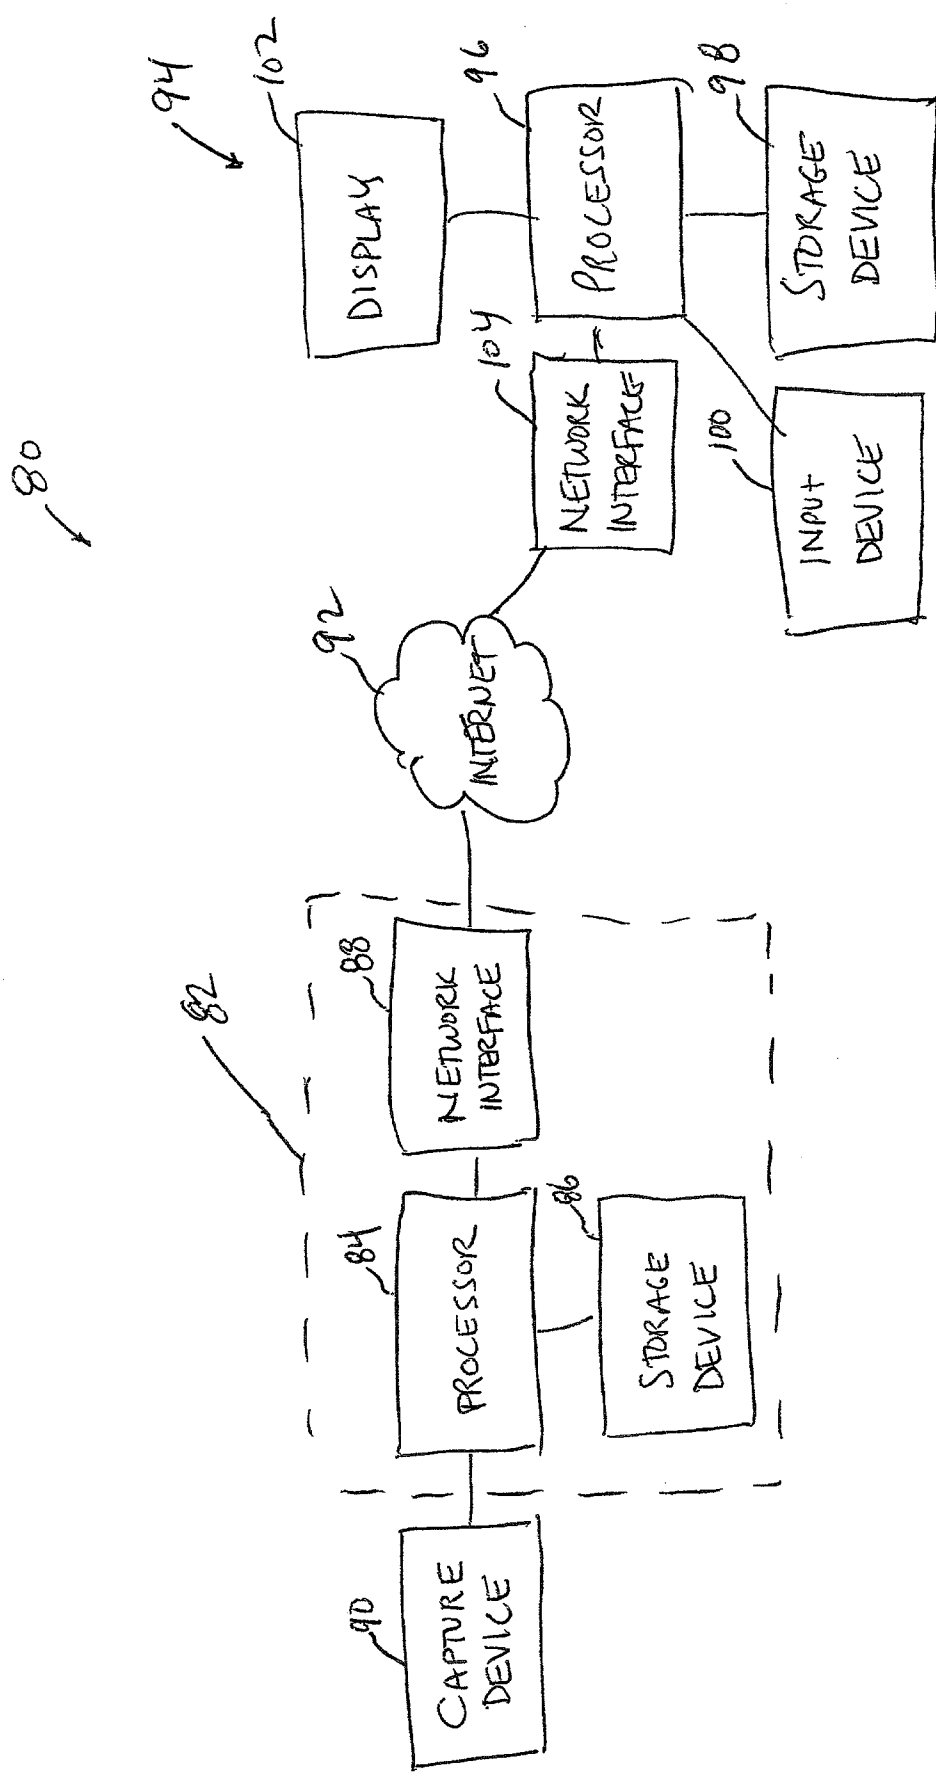 80
94
82
92
102
DISPLAY
96
PROCESSOR
98
STORAGE
DEVICE
104
NETWORK
INTERFACE
100
INPUT
DEVICE
INTERNET
88
NETWORK
INTERFACE
84
PROCESSOR
86
STORAGE
DEVICE
90
CAPTURE
DEVICE